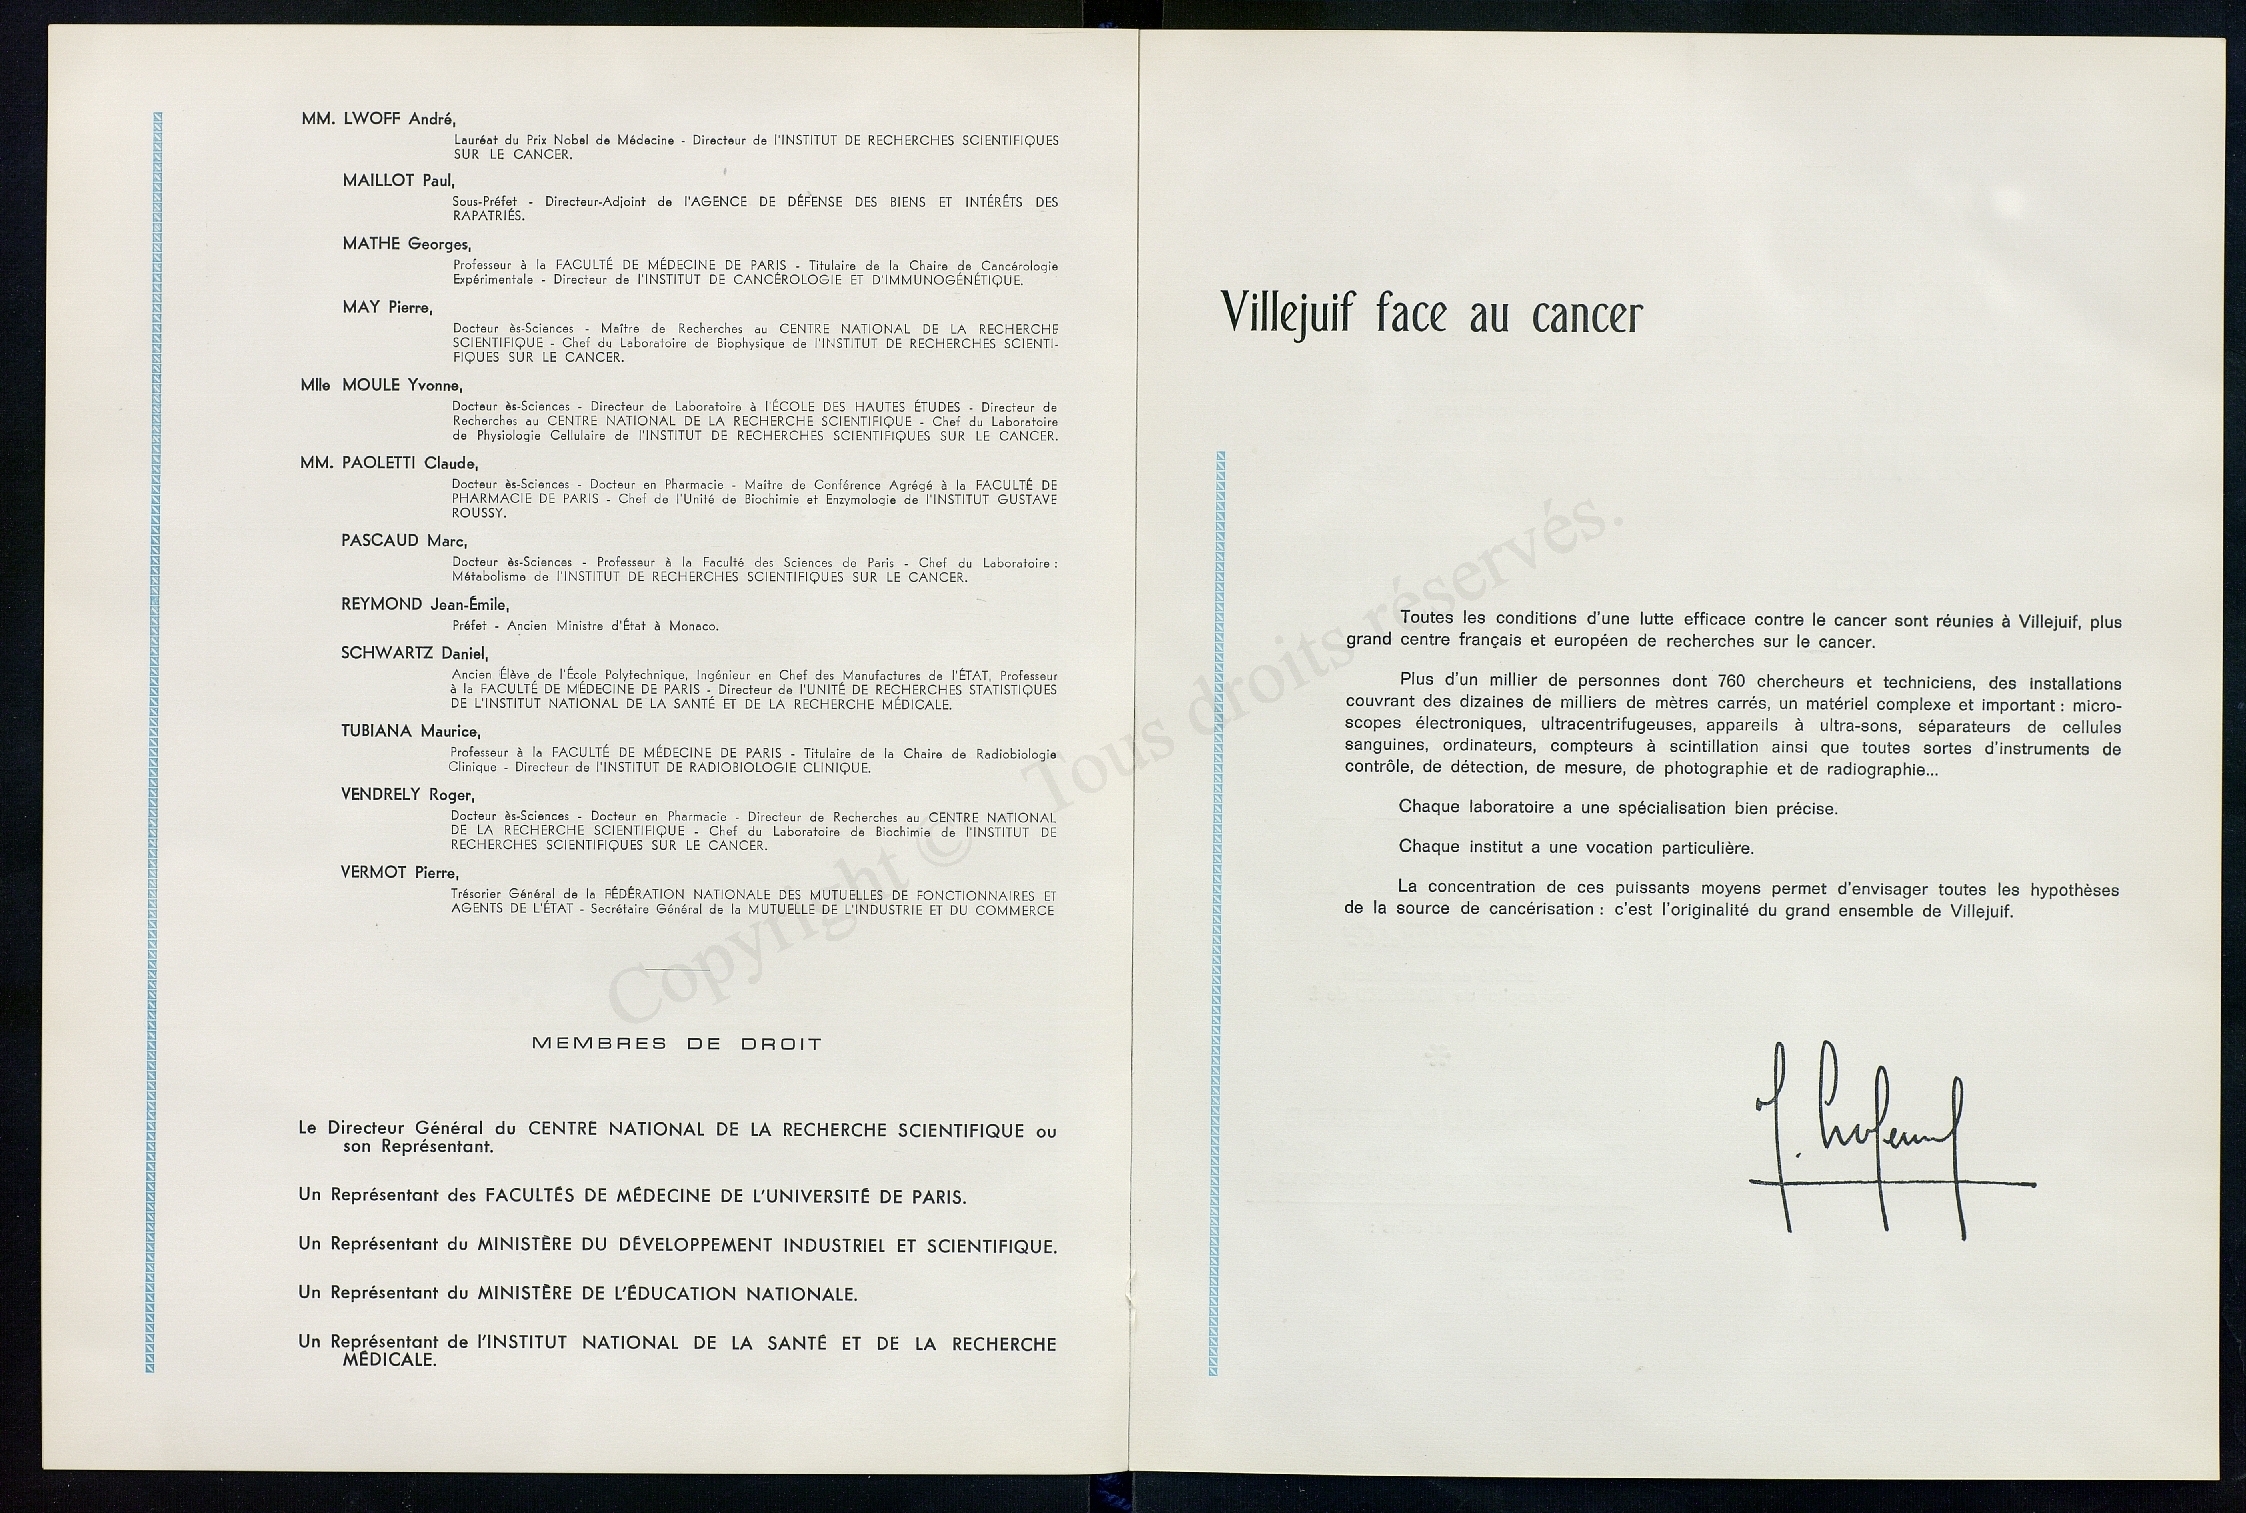 MM. LWOFF André,
Lauréat du Prix Nobel de Médecine - Directeur de l'INSTITUT DE RECHERCHES SCIENTIFIQUES
SUR LE CANCER.
MAILLOT Paul,
Sous-Préfet - Directeur-Adjoint de l'AGENCE DE DÉFENSE DES BIENS ET INTÉRÊTS DES
RAPATRIÉS.
MATHE Georges,
Professeur à la FACULTÉ DE MÉDECINE DE PARIS - Titulaire de la Chaire de Cancérologie
Expérimentale - Directeur de l'INSTITUT DE CANCÉROLOGIE ET D'IMMUNOGÉNÉTIQUE.
MAY Pierre,
Docteur ès-Sciences - Maître de Recherches au CENTRE NATIONAL DE LA RECHERCHE
SCIENTIFIQUE - Chef du Laboratoire de Biophysique de l'INSTITUT DE RECHERCHES SCIENTI-
FIQUES SUR LE CANCER.
Mlle MOULE Yvonne,
Docteur ès-Sciences - Directeur de Laboratoire à l'ÉCOLE DES HAUTES ÉTUDES - Directeur de
Recherches au CENTRE NATIONAL DE LA RECHERCHE SCIENTIFIQUE - Chef du Laboratoire
de Physiologie Cellulaire de l'INSTITUT DE RECHERCHES SCIENTIFIQUES SUR LE CANCER.
MM. PAOLETTI Claude,
Docteur ès-Sciences - Docteur en Pharmacie - Maître de Conférence Agrégé à la FACULTÉ DE
PHARMACIE DE PARIS - Chef de l'Unité de Biochimie et Enzymologie de l'INSTITUT GUSTAVE
ROUSSY.
PASCAUD Marc,
Docteur ès-Sciences - Professeur à la Faculté des Sciences de Paris - Chef du Laboratoire :
Métabolisme de l'INSTITUT DE RECHERCHES SCIENTIFIQUES SUR LE CANCER.
REYMOND Jean-Émile,
Préfet - Ancien Ministre d'État à Monaco.
SCHWARTZ Daniel,
Ancien Élève de l'École Polytechnique, Ingénieur en Chef des Manufactures de l'ÉTAT, Professeur
à la FACULTÉ DE MÉDECINE DE PARIS - Directeur de l'UNITÉ DE RECHERCHES STATISTIQUES
DE L'INSTITUT NATIONAL DE LA SANTÉ ET DE LA RECHERCHE MÉDICALE.
TUBIANA Maurice,
Professeur à la FACULTÉ DE MÉDECINE DE PARIS - Titulaire de la Chaire de Radiobiologie
Clinique - Directeur de l'INSTITUT DE RADIOBIOLOGIE CLINIQUE.
VENDRELY Roger,
Docteur ès-Sciences - Docteur en Pharmacie - Directeur de Recherches au CENTRE NATIONAL
DE LA RECHERCHE SCIENTIFIQUE - Chef du Laboratoire de Biochimie de l'INSTITUT DE
RECHERCHES SCIENTIFIQUES SUR LE CANCER.
VERMOT Pierre,
Trésorier Général de la FÉDÉRATION NATIONALE DES MUTUELLES DE FONCTIONNAIRES ET
AGENTS DE L'ÉTAT - Secrétaire Général de la MUTUELLE DE L'INDUSTRIE ET DU COMMERCE
MEMBRES DE DROIT
Le Directeur Général du CENTRE NATIONAL DE LA RECHERCHE SCIENTIFIQUE ou
son Représentant.
Un Représentant des FACULTÉS DE MÉDECINE DE L'UNIVERSITÉ DE PARIS.
Un Représentant du MINISTÈRE DU DÉVELOPPEMENT INDUSTRIEL ET SCIENTIFIQUE.
Un Représentant du MINISTÈRE DE L'ÉDUCATION NATIONALE.
Un Représentant de l'INSTITUT NATIONAL DE LA SANTÉ ET DE LA RECHERCHE
MÉDICALE.
Villejuif face au cancer
Toutes les conditions d'une lutte efficace contre le cancer sont réunies à Villejuif, plus
grand centre français et européen de recherches sur le cancer.
Plus d'un millier de personnes dont 760 chercheurs et techniciens, des installations
couvrant des dizaines de milliers de mètres carrés, un matériel complexe et important : micro-
scopes électroniques, ultracentrifugeuses, appareils à ultra-sons, séparateurs de cellules
sanguines, ordinateurs, compteurs à scintillation ainsi que toutes sortes d'instruments de
contrôle, de détection, de mesure, de photographie et de radiographie...
Chaque laboratoire a une spécialisation bien précise.
Chaque institut a une vocation particulière.
La concentration de ces puissants moyens permet d'envisager toutes les hypothèses
de la source de cancérisation : c'est l'originalité du grand ensemble de Villejuif.
Copyright © - Tous droits réservés.